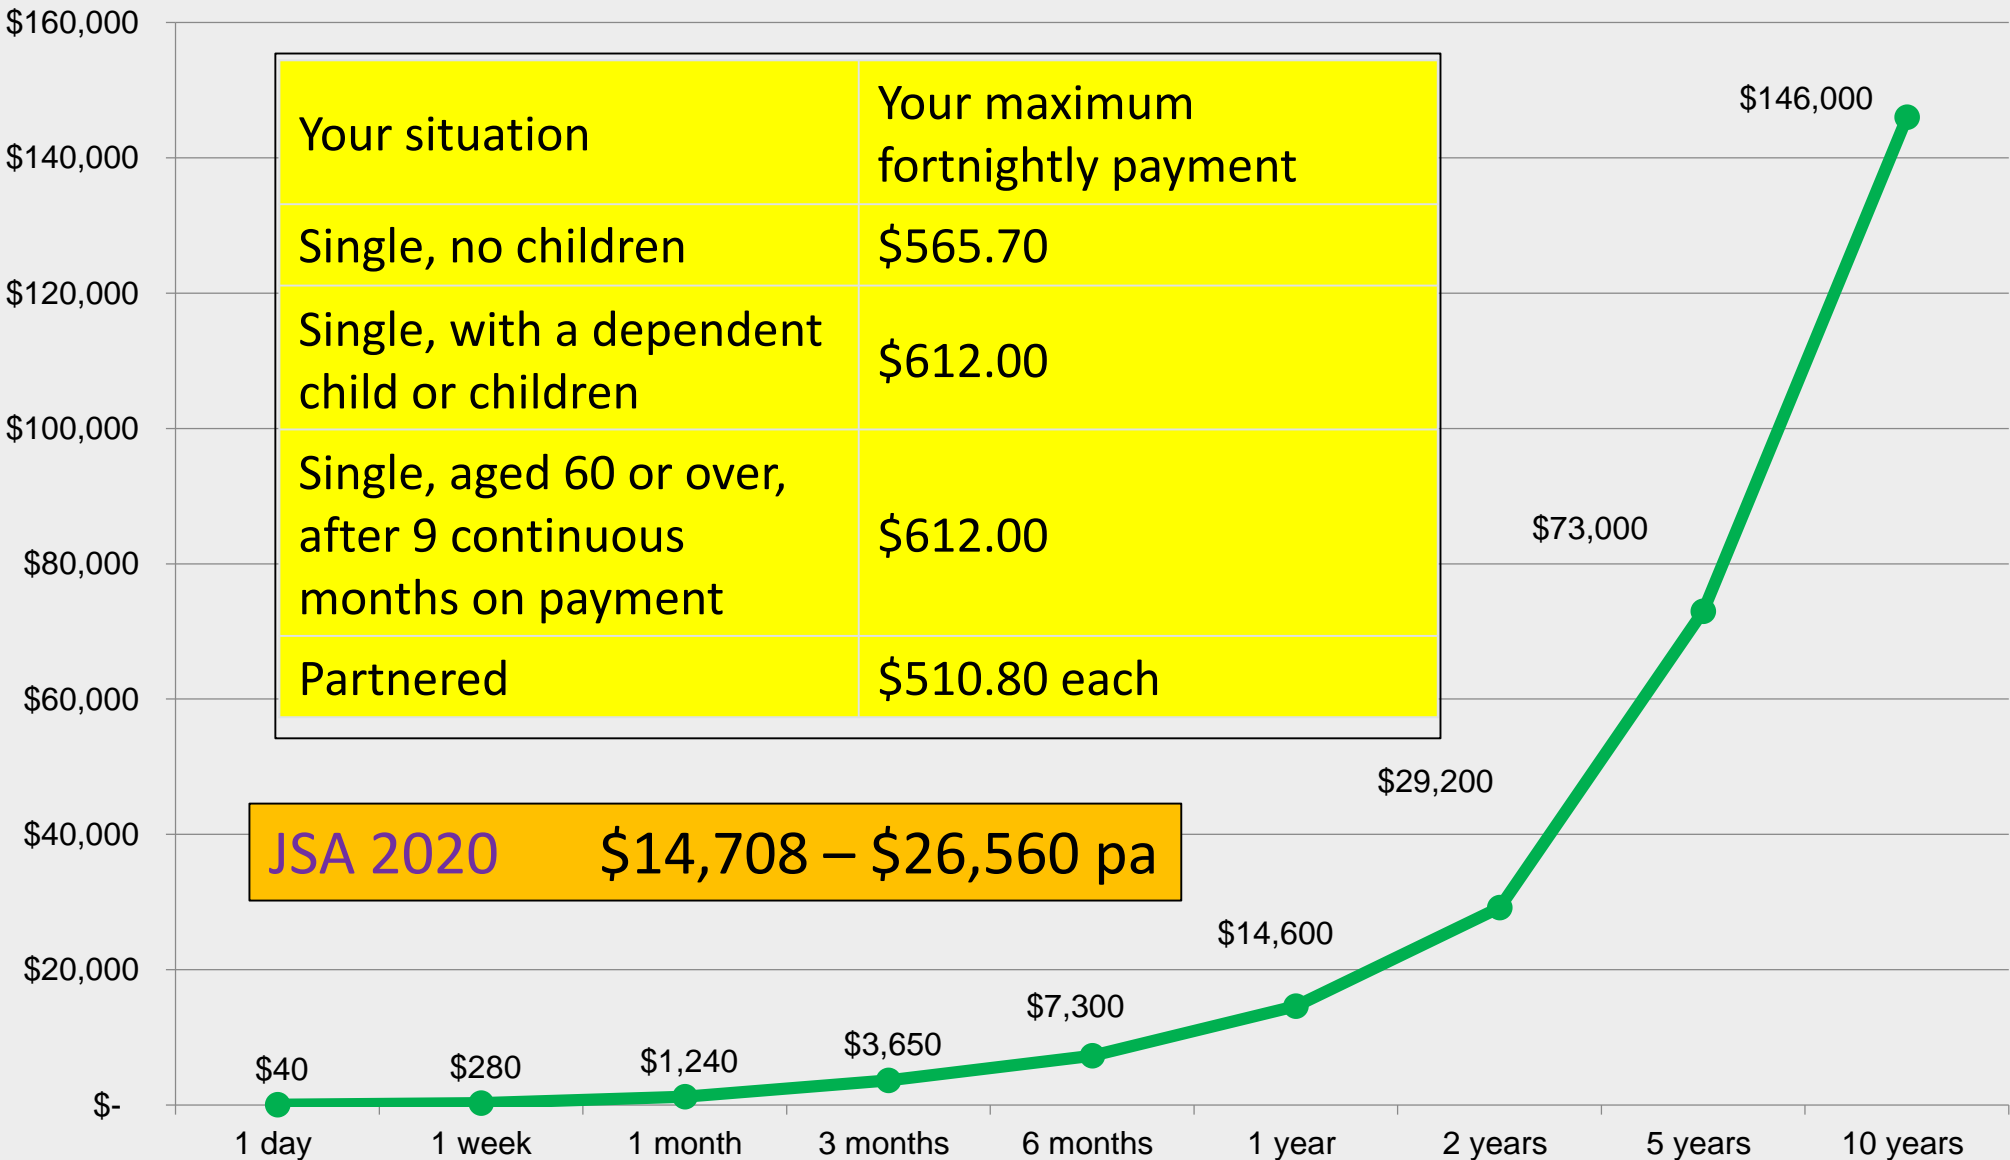 $160,000
$140,000
$120,000
$100,000
$80,000
$60,000
$40,000
$20,000
$-
Your situation
Your maximum
fortnightly payment
Single, no children
$565.70
Single, with a dependent
child or children
$612.00
Single, aged 60 or over,
after 9 continuous
months on payment
$612.00
Partnered
$510.80 each
JSA 2020 $14,708 – $26,560 pa
$40
$280
$1,240
$3,650
$7,300
$14,600
$29,200
$73,000
$146,000
1 day
1 week
1 month
3 months
6 months
1 year
2 years
5 years
10 years